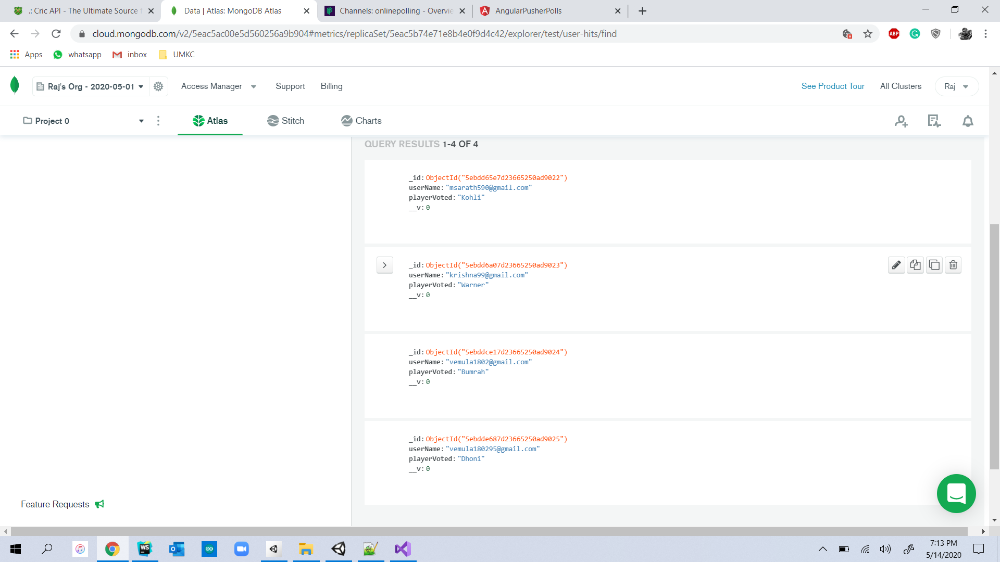 .: Cric API - The Ultimate Source f
Data | Atlas: MongoDB Atlas
Channels: onlinepolling - Overvie
AngularPusherPolls
cloud.mongodb.com/v2/5eac5ac00e5d560256a9b904#metrics/replicaSet/5eac5b74e71e8b4e0f9d4c42/explorer/test/user-hits/find
ABP
Apps
whatsapp
inbox
UMKC
Raj's Org - 2020-05-01
Access Manager
Support
Billing
See Product Tour
All Clusters
Raj
Project 0
Atlas
Stitch
Charts
QUERY RESULTS 1-4 OF 4
_id: ObjectId("5ebdd65e7d23665250ad9022")
userName: "msarath590@gmail.com"
playerVoted: "Kohli"
__v: 0
_id: ObjectId("5ebdd6a07d23665250ad9023")
userName: "krishna99@gmail.com"
playerVoted: "Warner"
__v: 0
_id: ObjectId("5ebddce17d23665250ad9024")
userName: "vemula1802@gmail.com"
playerVoted: "Bumrah"
__v: 0
_id: ObjectId("5ebdde687d23665250ad9025")
userName: "vemula180295@gmail.com"
playerVoted: "Dhoni"
__v: 0
Feature Requests
WS
7:13 PM
5/14/2020